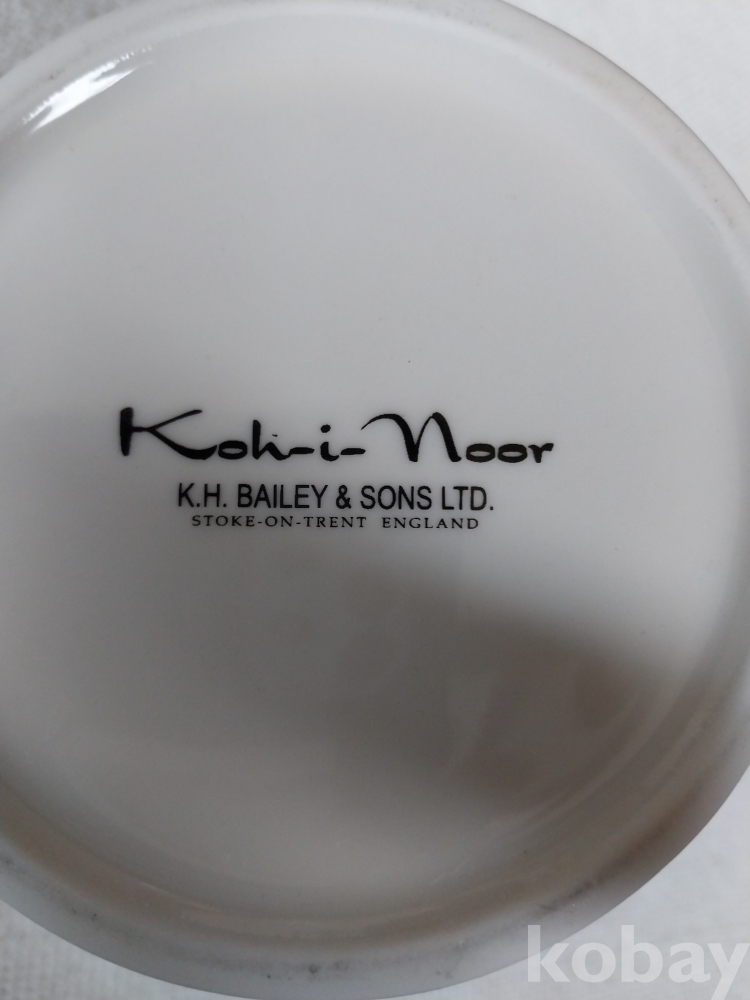 Koh-i-Noor
K.H. BAILEY & SONS LTD.
STOKE-ON-TRENT ENGLAND
kobay